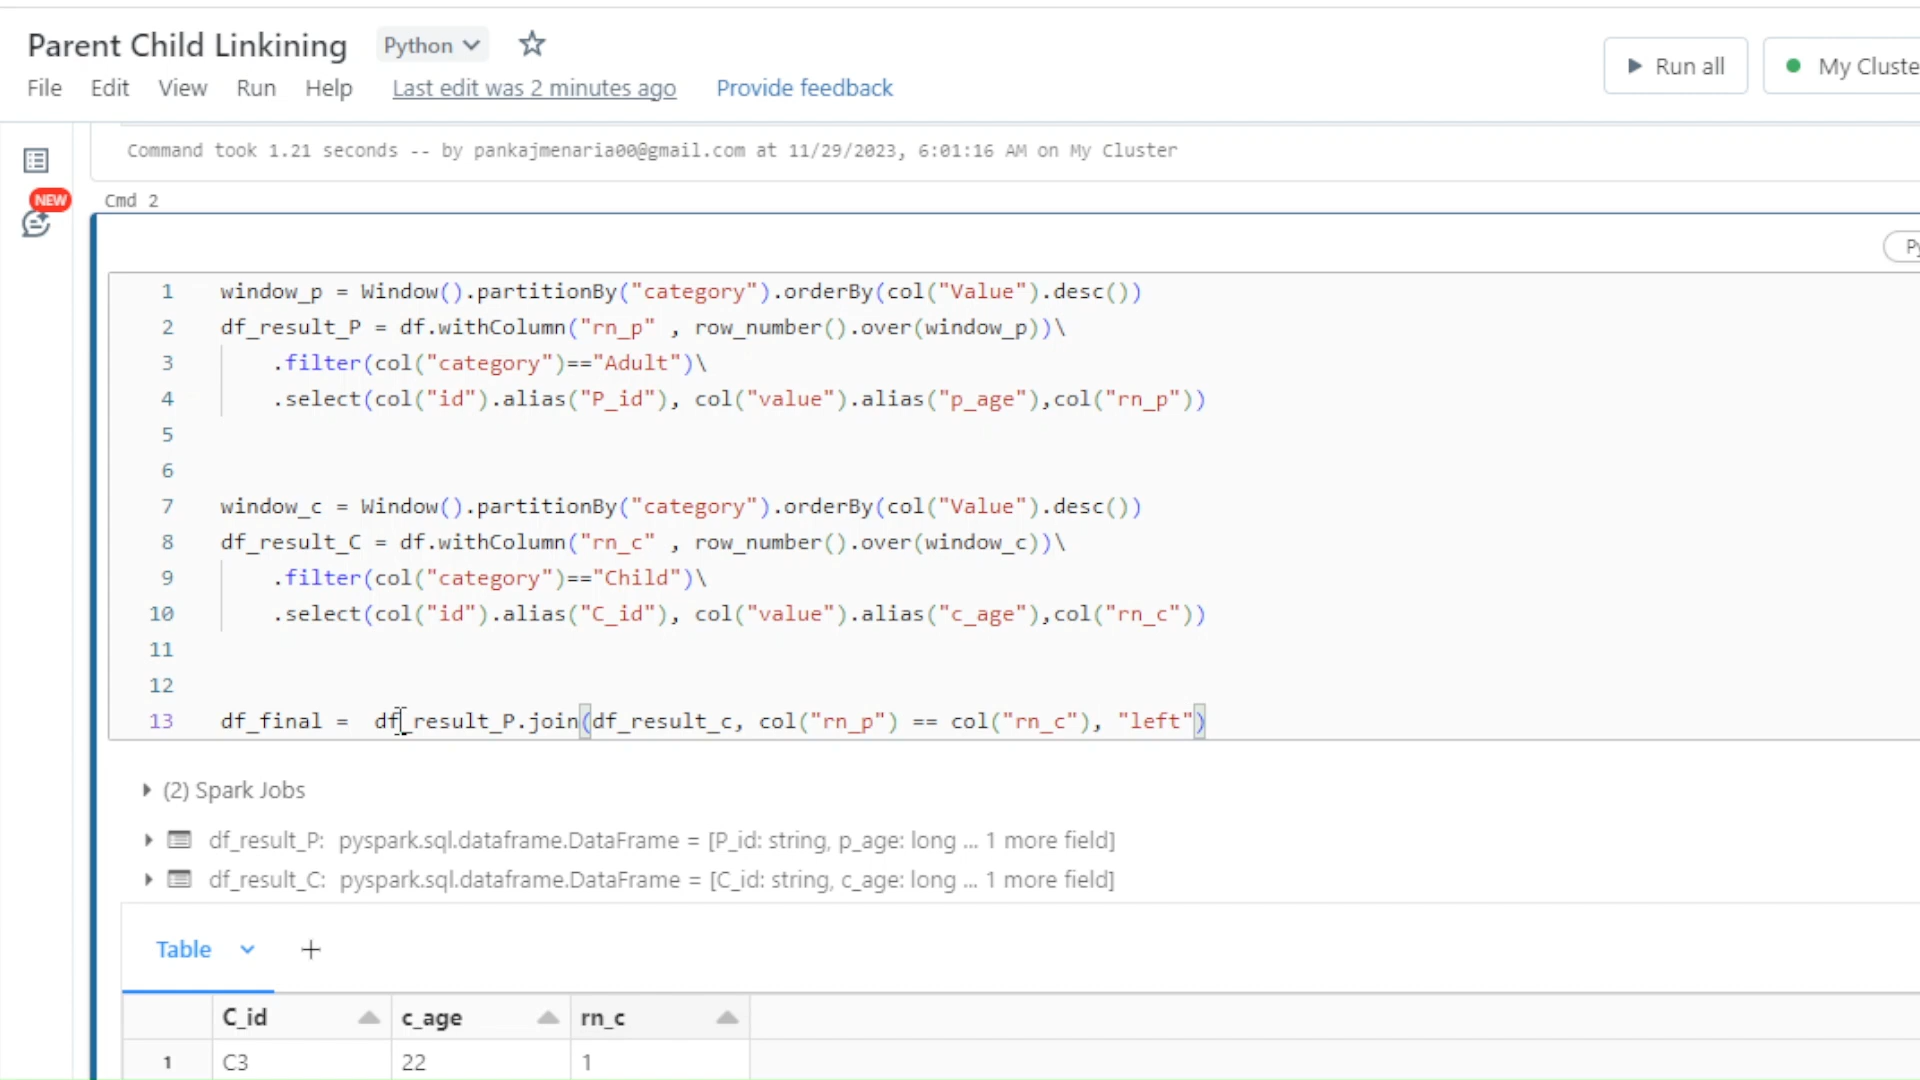 Parent Child Linkining Python
File Edit View Run Help Last edit was 2 minutes ago Provide feedback
Run all My Cluste
Command took 1.21 seconds -- by pankajmenaria00@gmail.com at 11/29/2023, 6:01:16 AM on My Cluster
NEW
Cmd 2
Py
1 window_p = Window().partitionBy("category").orderBy(col("Value").desc())
2 df_result_P = df.withColumn("rn_p" , row_number().over(window_p))\
3 .filter(col("category")=="Adult")\
4 .select(col("id").alias("P_id"), col("value").alias("p_age"),col("rn_p"))
5
6
7 window_c = Window().partitionBy("category").orderBy(col("Value").desc())
8 df_result_C = df.withColumn("rn_c" , row_number().over(window_c))\
9 .filter(col("category")=="Child")\
10 .select(col("id").alias("C_id"), col("value").alias("c_age"),col("rn_c"))
11
12
13 df_final =  df_result_P.join(df_result_c, col("rn_p") == col("rn_c"), "left")
(2) Spark Jobs
df_result_P: pyspark.sql.dataframe.DataFrame = [P_id: string, p_age: long ... 1 more field]
df_result_C: pyspark.sql.dataframe.DataFrame = [C_id: string, c_age: long ... 1 more field]
Table +
C_id c_age rn_c
1 C3 22 1